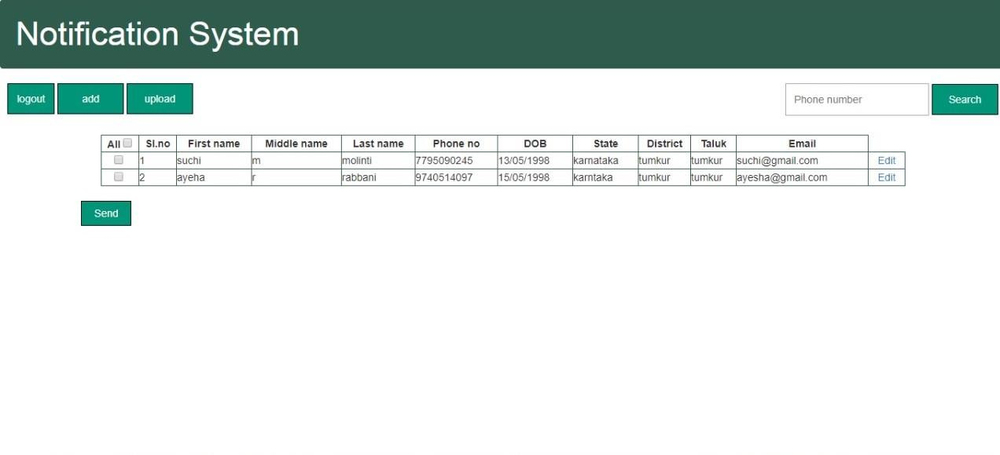 Notification System
logout add upload Phone number Search
All Sl.no First name Middle name Last name Phone no DOB State District Taluk Email
1 suchi m molinti 7795090245 13/05/1998 karnataka tumkur tumkur suchi@gmail.com Edit
2 ayeha r rabbani 9740514097 15/05/1998 karntaka tumkur tumkur ayesha@gmail.com Edit
Send